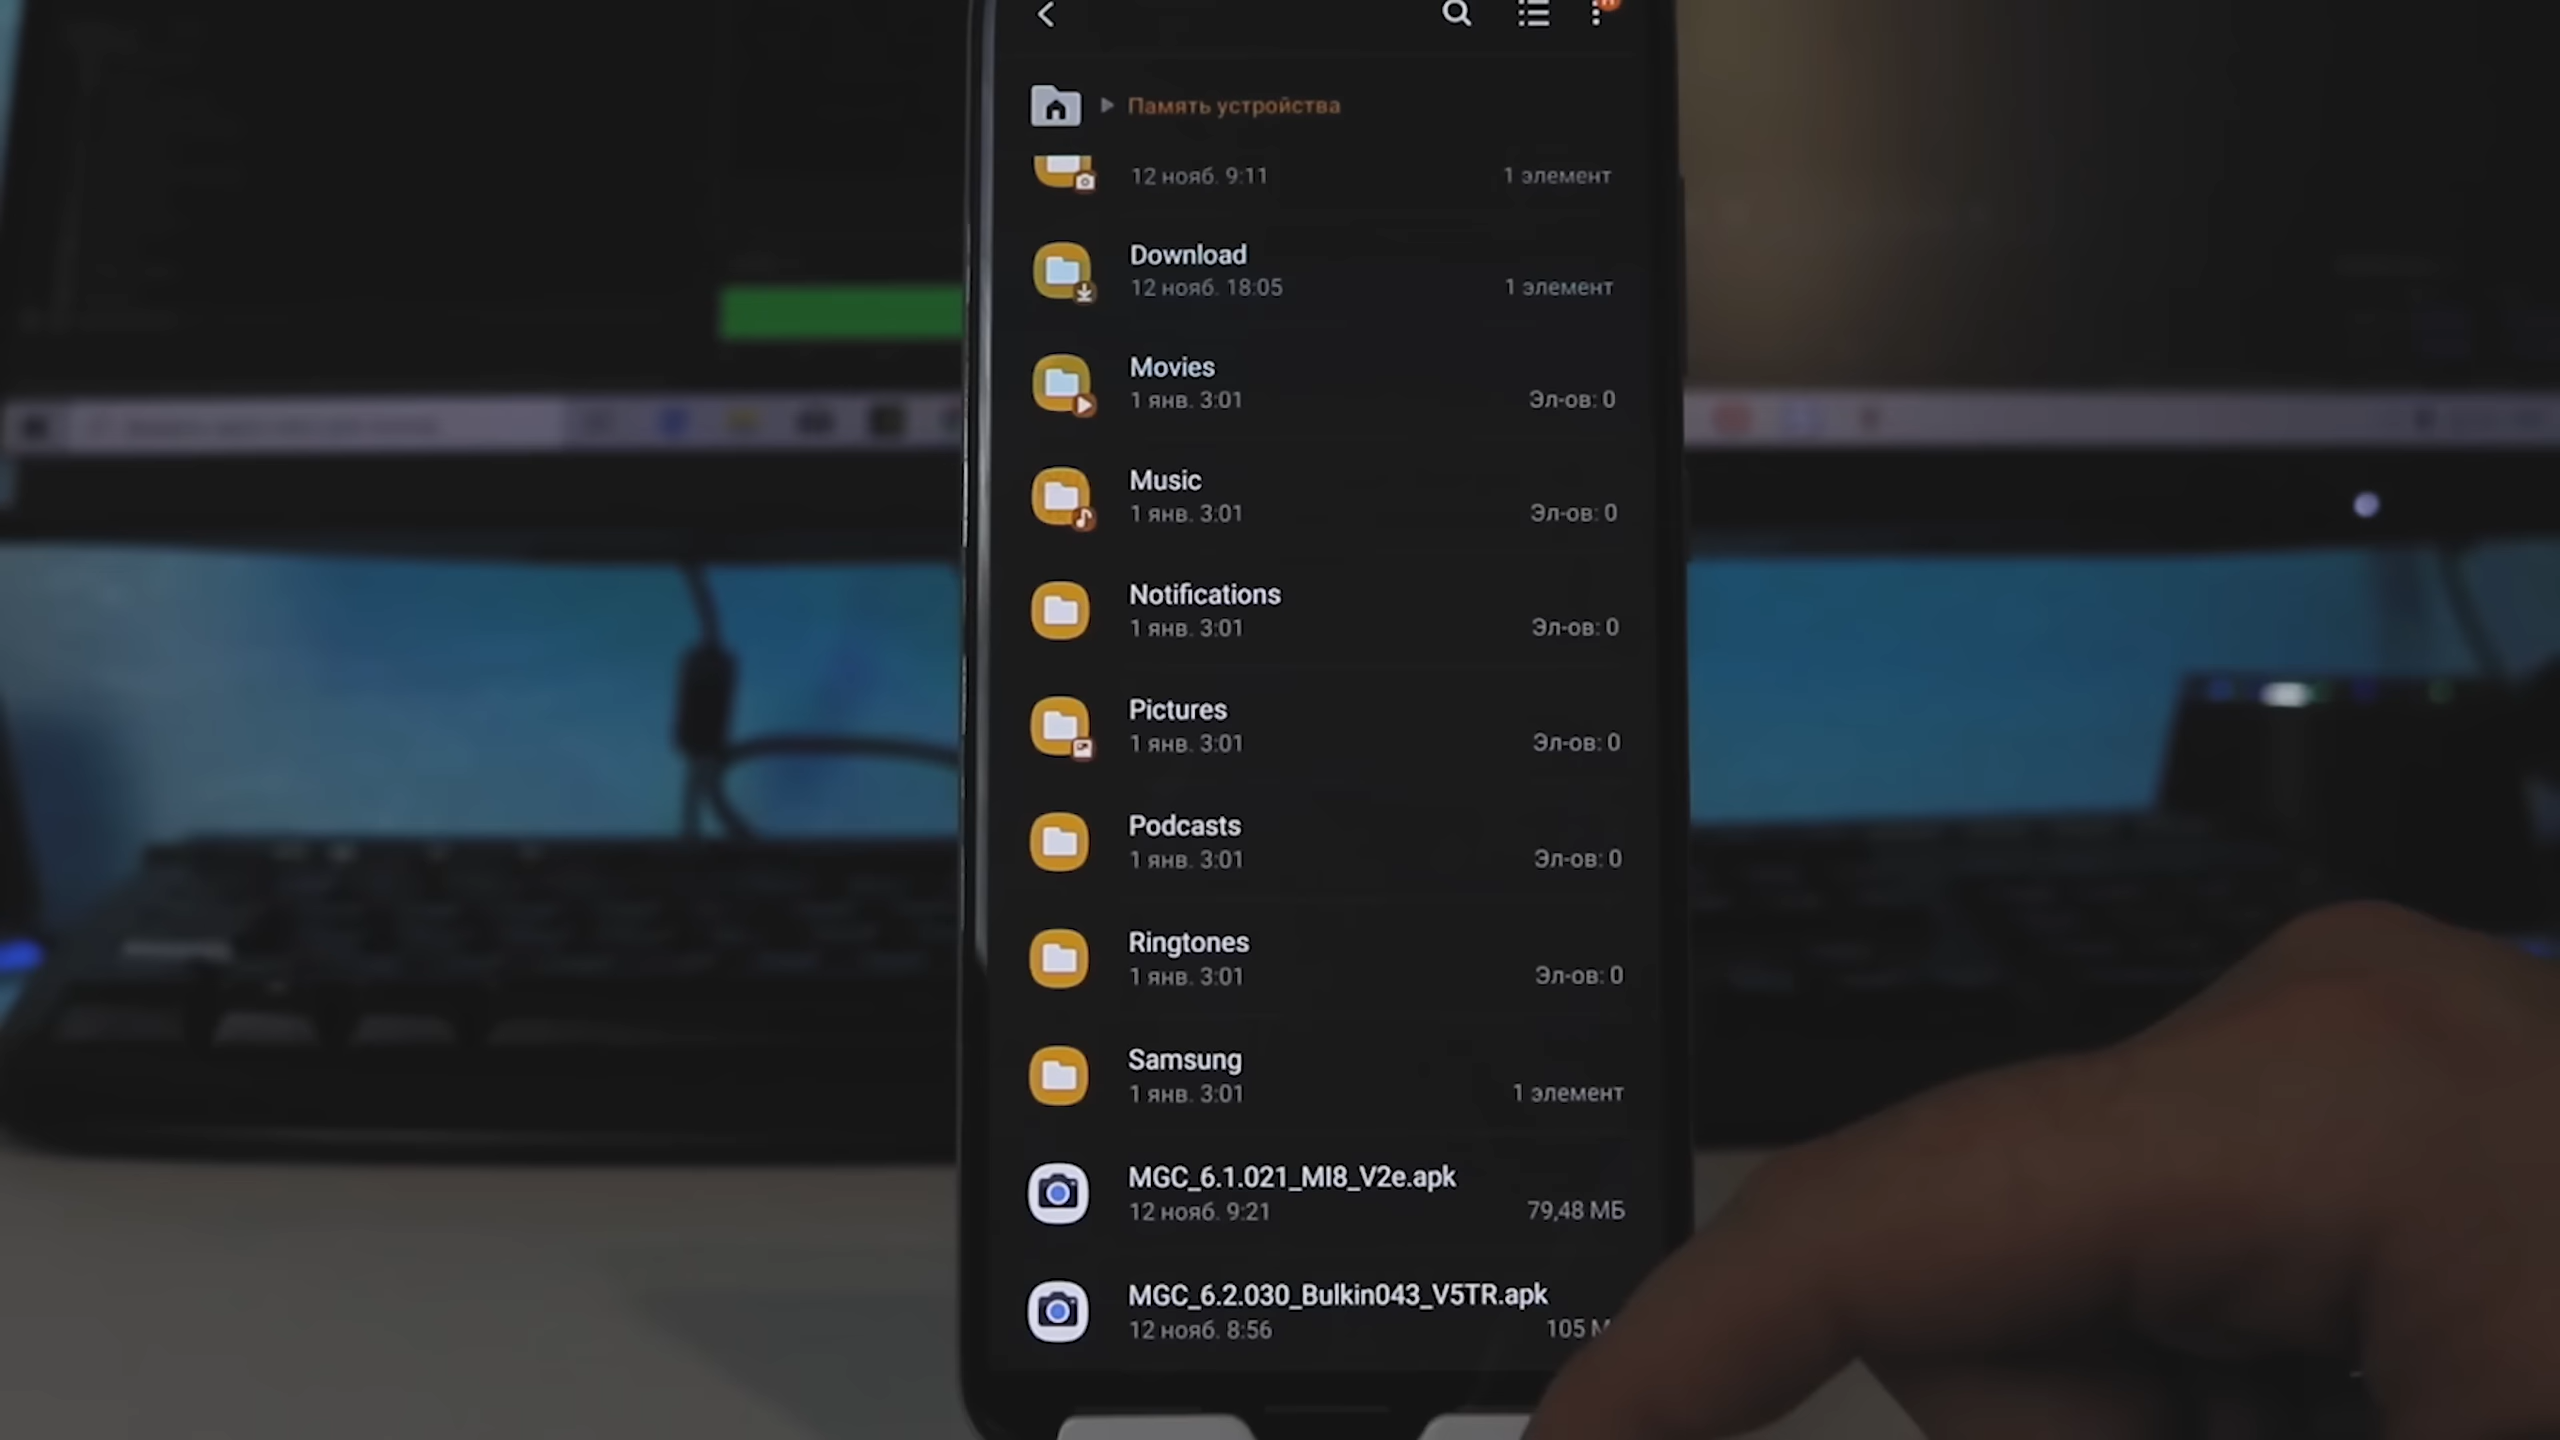 Память устройства
12 нояб. 9:11 1 элемент
Download
12 нояб. 18:05 1 элемент
Movies
1 янв. 3:01 Эл-ов: 0
Music
1 янв. 3:01 Эл-ов: 0
Notifications
1 янв. 3:01 Эл-ов: 0
Pictures
1 янв. 3:01 Эл-ов: 0
Podcasts
1 янв. 3:01 Эл-ов: 0
Ringtones
1 янв. 3:01 Эл-ов: 0
Samsung
1 янв. 3:01 1 элемент
MGC_6.1.021_MI8_V2e.apk
12 нояб. 9:21 79,48 МБ
MGC_6.2.030_Bulkin043_V5TR.apk
12 нояб. 8:56 105